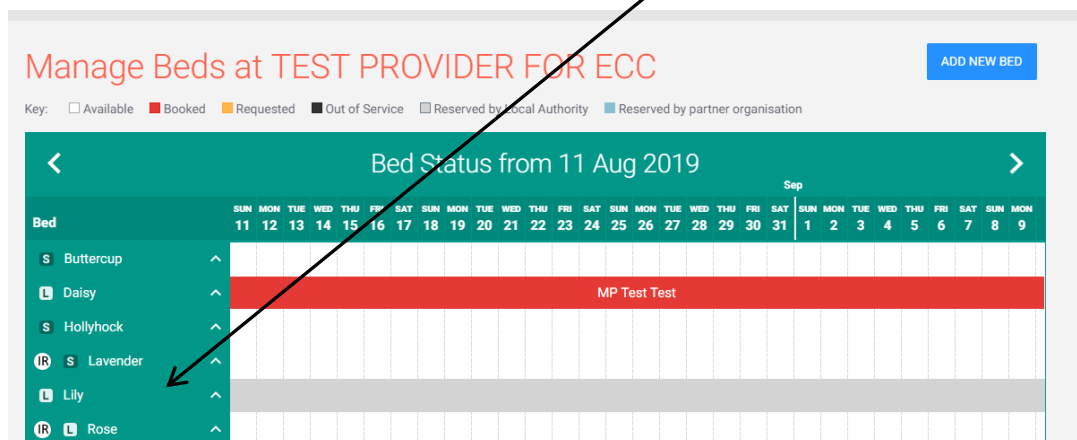 Manage Beds at TEST PROVIDER FOR ECC
ADD NEW BED
Key: Available Booked Requested Out of Service Reserved by Local Authority Reserved by partner organisation
Bed Status from 11 Aug 2019
Sep
SUN MON TUE WED THU FRI SAT SUN MON TUE WED THU FRI SAT SUN MON TUE WED THU FRI SAT SUN MON TUE WED THU FRI SAT SUN MON
Bed 11 12 13 14 15 16 17 18 19 20 21 22 23 24 25 26 27 28 29 30 31 1 2 3 4 5 6 7 8 9
S Buttercup
L Daisy MP Test Test
S Hollyhock
IR S Lavender
L Lily
IR L Rose